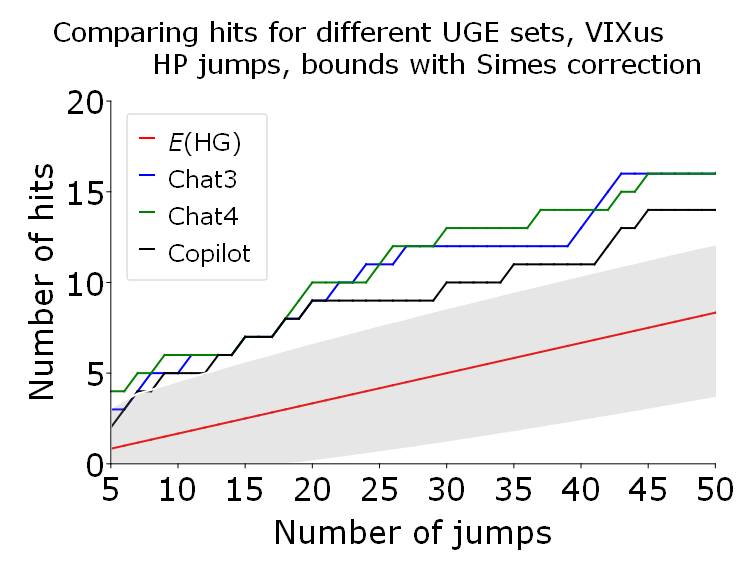 Comparing hits for different UGE sets, VIXus
HP jumps, bounds with Simes correction
Number of hits
20
15
10
5
0
E(HG)
Chat3
Chat4
Copilot
5 10 15 20 25 30 35 40 45 50
Number of jumps